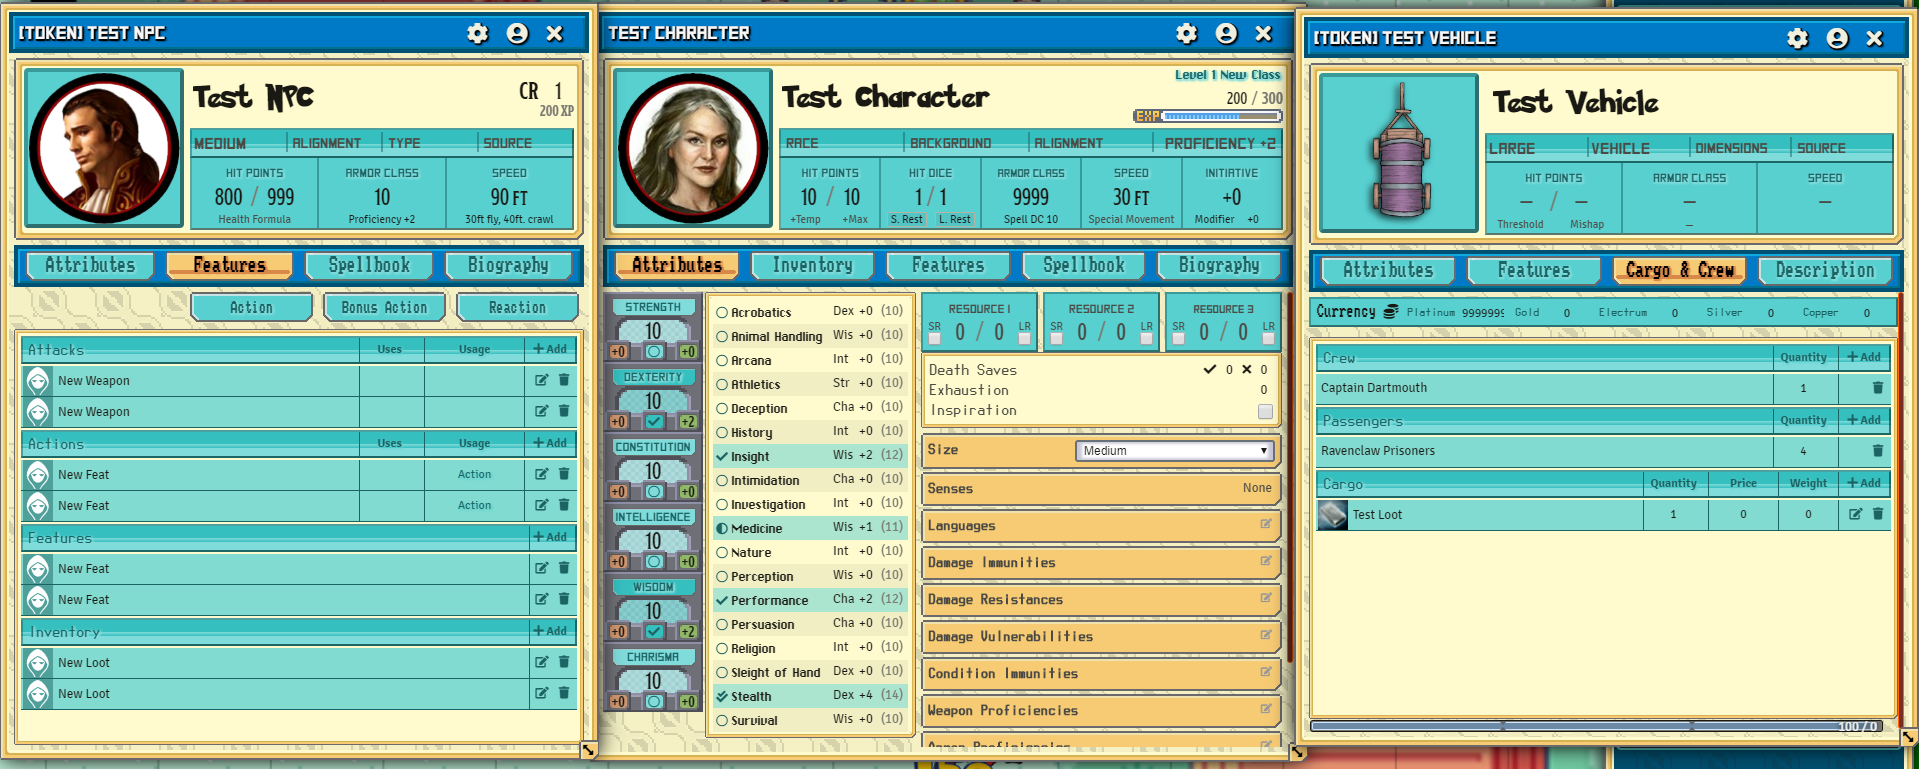 [TOKEN] TEST NPC
Test NPC
CR 1
200 XP
MEDIUM ALIGNMENT TYPE SOURCE
HIT POINTS ARMOR CLASS SPEED
800 / 999 10 90 FT
Health Formula Proficiency +2 30ft fly, 40ft. crawl
Attributes Features Spellbook Biography
Action Bonus Action Reaction
Attacks Uses Usage +Add
New Weapon
New Weapon
Actions Uses Usage +Add
New Feat Action
New Feat Action
Features +Add
New Feat
New Feat
Inventory +Add
New Loot
New Loot
TEST CHARACTER
Level 1 New Class
Test Character
200 / 300
EXP
RACE BACKGROUND ALIGNMENT PROFICIENCY +2
HIT POINTS HIT DICE ARMOR CLASS SPEED INITIATIVE
10 / 10 1 / 1 9999 30 FT +0
+Temp +Max S. Rest L. Rest Spell DC 10 Special Movement Modifier +0
Attributes Inventory Features Spellbook Biography
STRENGTH
10
+0 +0
DEXTERITY
10
+0 +2
CONSTITUTION
10
+0 +0
INTELLIGENCE
10
+0 +0
WISDOM
10
+0 +2
CHARISMA
10
+0 +0
Acrobatics Dex +0 (10)
Animal Handling Wis +0 (10)
Arcana Int +0 (10)
Athletics Str +0 (10)
Deception Cha +0 (10)
History Int +0 (10)
Insight Wis +2 (12)
Intimidation Cha +0 (10)
Investigation Int +0 (10)
Medicine Wis +1 (11)
Nature Int +0 (10)
Perception Wis +0 (10)
Performance Cha +2 (12)
Persuasion Cha +0 (10)
Religion Int +0 (10)
Sleight of Hand Dex +0 (10)
Stealth Dex +4 (14)
Survival Wis +0 (10)
RESOURCE 1 RESOURCE 2 RESOURCE 3
SR 0 / 0 LR SR 0 / 0 LR SR 0 / 0 LR
Death Saves 0 0
Exhaustion 0
Inspiration
Size Medium
Senses None
Languages
Damage Immunities
Damage Resistances
Damage Vulnerabilities
Condition Immunities
Weapon Proficiencies
Armor Proficiencies
[TOKEN] TEST VEHICLE
Test Vehicle
LARGE VEHICLE DIMENSIONS SOURCE
HIT POINTS ARMOR CLASS SPEED
— / — — —
Threshold Mishap —
Attributes Features Cargo & Crew Description
Currency Platinum 9999999 Gold 0 Electrum 0 Silver 0 Copper 0
Crew Quantity +Add
Captain Dartmouth 1
Passengers Quantity +Add
Ravenclaw Prisoners 4
Cargo Quantity Price Weight +Add
Test Loot 1 0 0
100 / 0